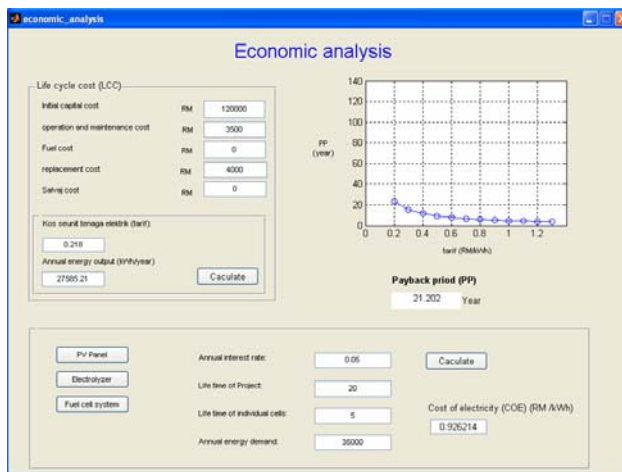 economic_analysis
Economic analysis
Life cycle cost (LCC)
Initial capital cost RM 120000
operation and maintenance cost RM 3500
Fuel cost RM 0
replacement cost RM 4000
Salvaj cost RM 0
Kos seunit tenaga elektrik (tarif)
0.218
Annual energy output (kWh/year)
27585.21
Caculate
140
120
100
80
60
40
20
0
PP
(year)
0 0.2 0.4 0.6 0.8 1 1.2
tarif (RM/kWh)
Payback priod (PP)
21.202 Year
PV Panel
Electrolyzer
Fuel cell system
Annual interest rate: 0.05
Life time of Project: 20
Life time of individual cells: 5
Annual energy demand: 35000
Caculate
Cost of electricity (COE) (RM /kWh)
0.926214